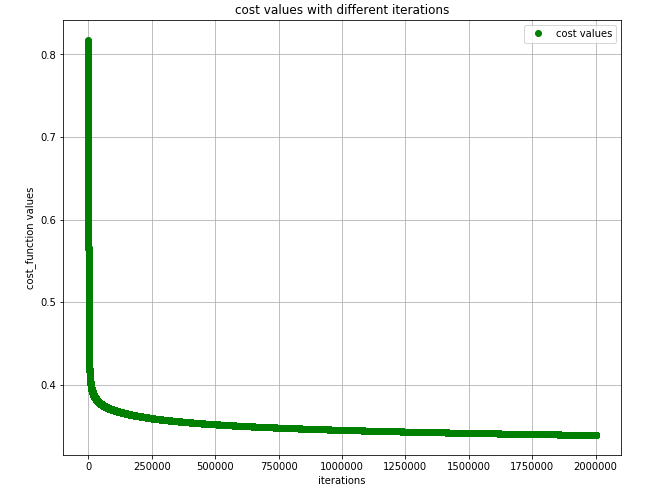 cost values with different iterations
cost values
0.8
0.7
0.6
0.5
0.4
cost_function values
0 250000 500000 750000 1000000 1250000 1500000 1750000 2000000
iterations